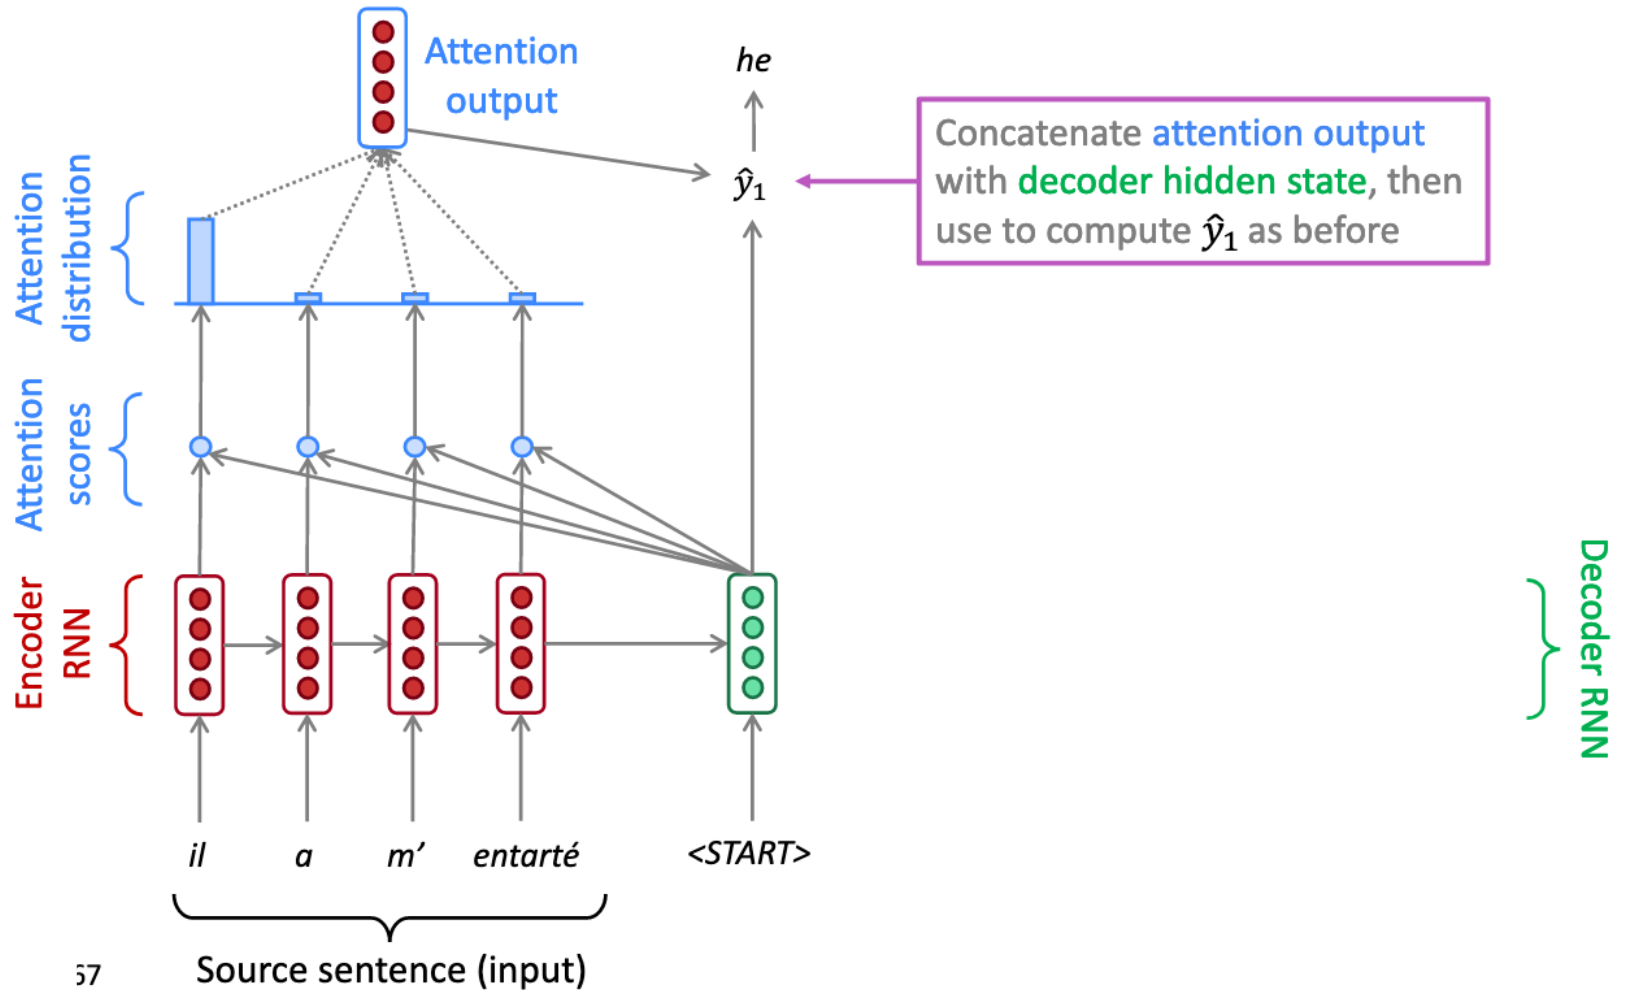 Attention
output
he
Concatenate attention output
with decoder hidden state, then
use to compute ŷ₁ as before
ŷ₁
Attention
distribution
Attention
scores
Encoder
RNN
Decoder RNN
il a m’ entarté <START>
Source sentence (input)
57